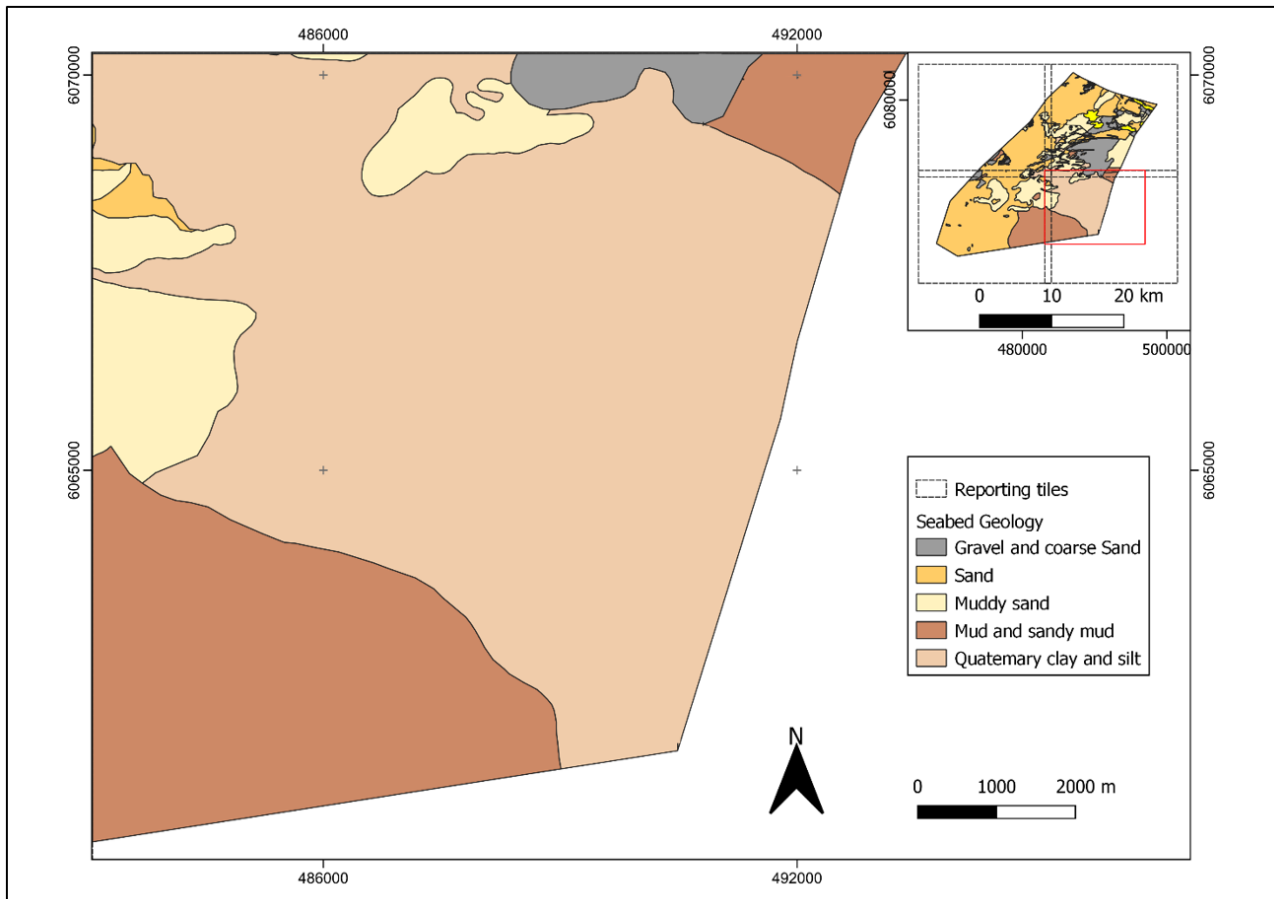 486000
492000
6070000
6070000
6080000
0 10 20 km
480000
500000
6065000
6065000
Reporting tiles
Seabed Geology
Gravel and coarse Sand
Sand
Muddy sand
Mud and sandy mud
Quaternary clay and silt
N
0 1000 2000 m
486000
492000